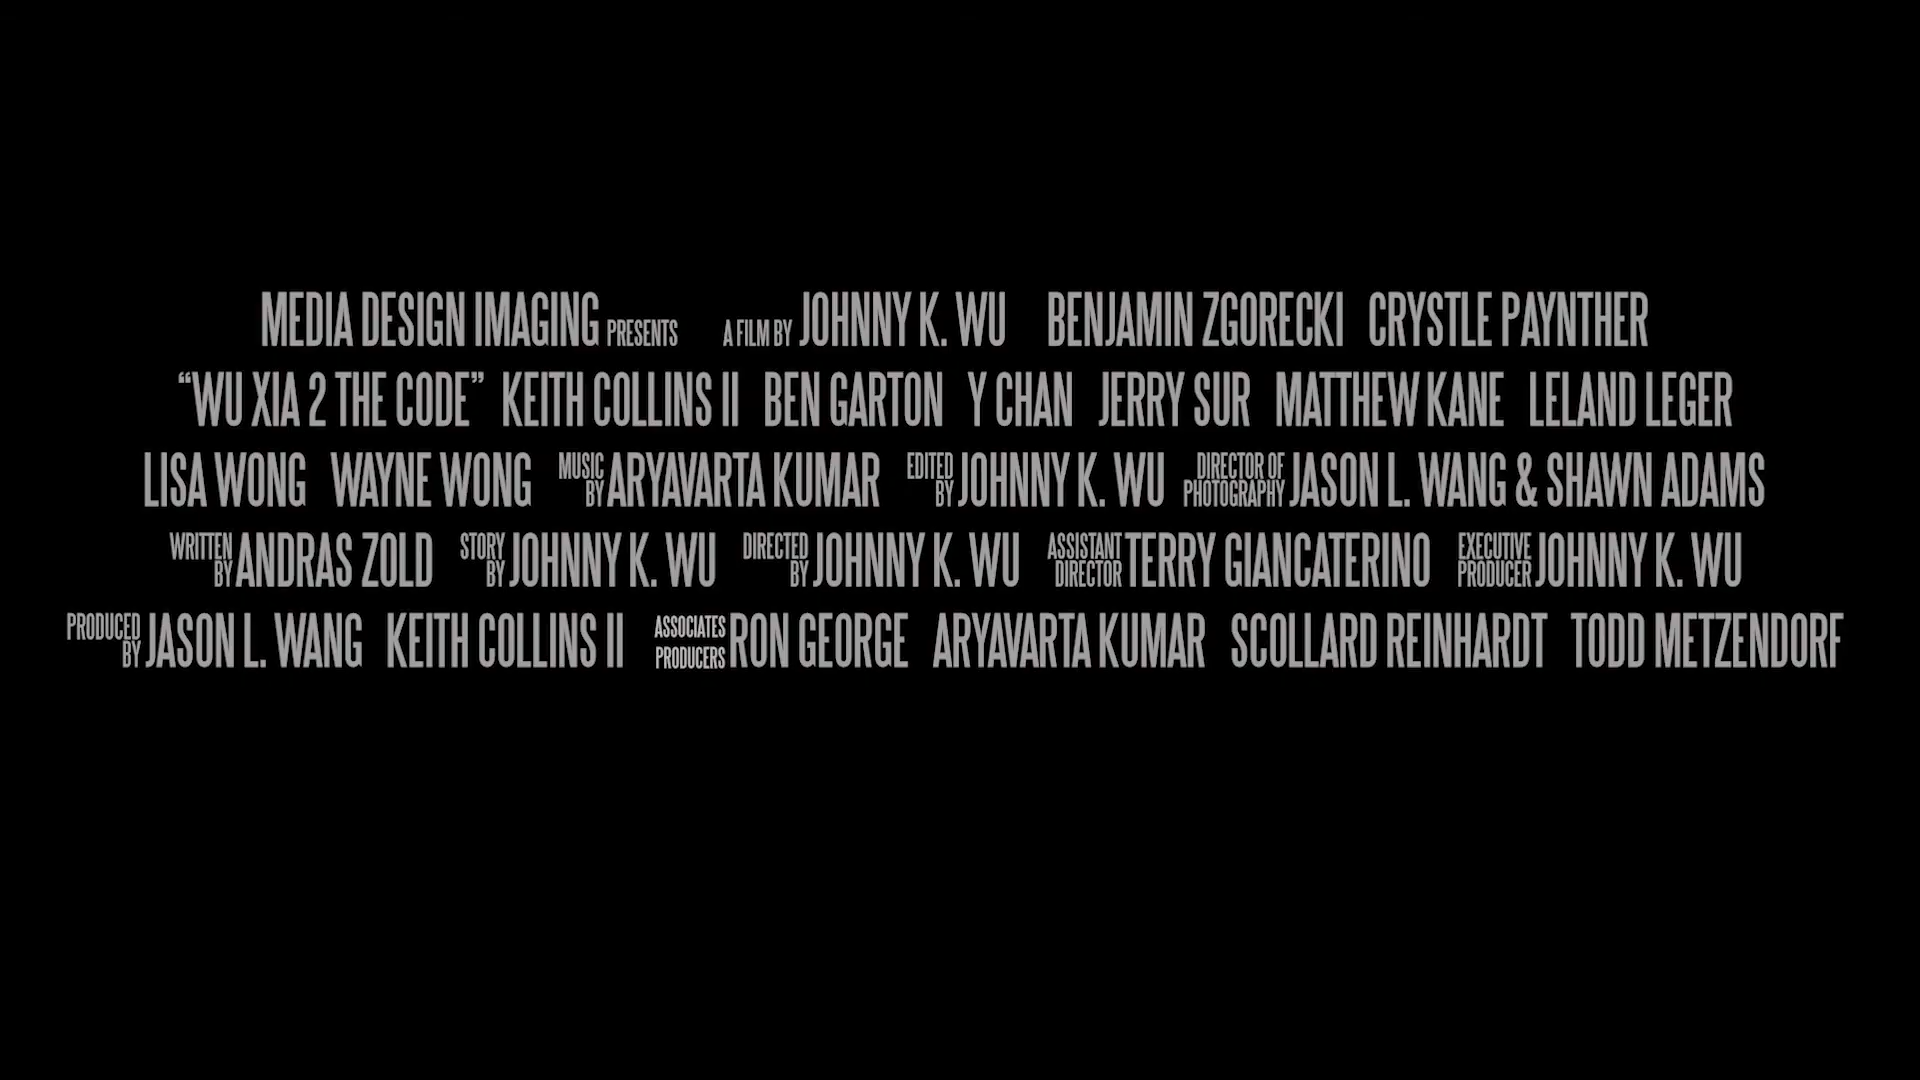 MEDIA DESIGN IMAGING PRESENTS A FILM BY JOHNNY K. WU BENJAMIN ZGORECKI CRYSTLE PAYNTHER
“WU XIA 2 THE CODE” KEITH COLLINS II BEN GARTON Y CHAN JERRY SUR MATTHEW KANE LELAND LEGER
LISA WONG WAYNE WONG MUSIC BY ARYAVARTA KUMAR EDITED BY JOHNNY K. WU DIRECTOR OF PHOTOGRAPHY JASON L. WANG & SHAWN ADAMS
WRITTEN BY ANDRAS ZOLD STORY BY JOHNNY K. WU DIRECTED BY JOHNNY K. WU ASSISTANT DIRECTOR TERRY GIANCATERINO EXECUTIVE PRODUCER JOHNNY K. WU
PRODUCED BY JASON L. WANG KEITH COLLINS II ASSOCIATES PRODUCERS RON GEORGE ARYAVARTA KUMAR SCOLLARD REINHARDT TODD METZENDORF